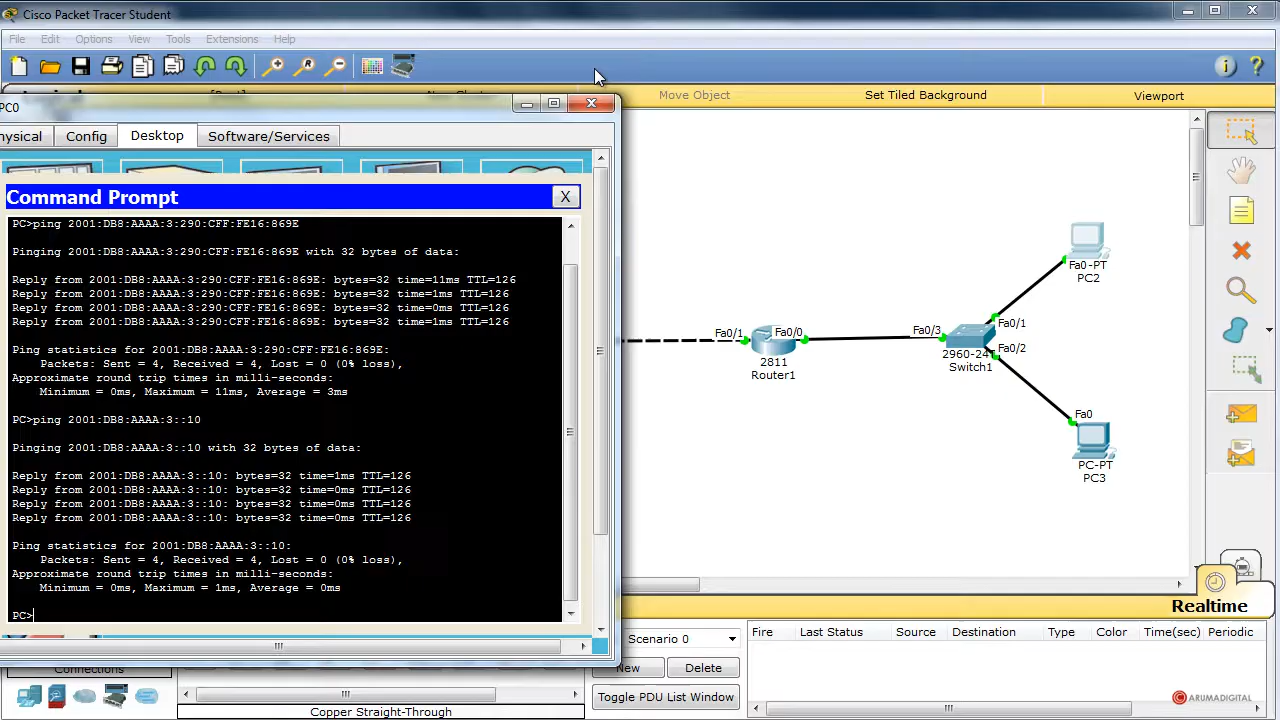 Cisco Packet Tracer Student
File Edit Options View Tools Extensions Help
Move Object Set Tiled Background Viewport
PC0
hysical Config Desktop Software/Services
Command Prompt X
PC>ping 2001:DB8:AAAA:3:290:CFF:FE16:869E
Pinging 2001:DB8:AAAA:3:290:CFF:FE16:869E with 32 bytes of data:
Reply from 2001:DB8:AAAA:3:290:CFF:FE16:869E: bytes=32 time=11ms TTL=126
Reply from 2001:DB8:AAAA:3:290:CFF:FE16:869E: bytes=32 time=1ms TTL=126
Reply from 2001:DB8:AAAA:3:290:CFF:FE16:869E: bytes=32 time=0ms TTL=126
Reply from 2001:DB8:AAAA:3:290:CFF:FE16:869E: bytes=32 time=1ms TTL=126
Ping statistics for 2001:DB8:AAAA:3:290:CFF:FE16:869E:
Packets: Sent = 4, Received = 4, Lost = 0 (0% loss),
Approximate round trip times in milli-seconds:
Minimum = 0ms, Maximum = 11ms, Average = 3ms
PC>ping 2001:DB8:AAAA:3::10
Pinging 2001:DB8:AAAA:3::10 with 32 bytes of data:
Reply from 2001:DB8:AAAA:3::10: bytes=32 time=1ms TTL=126
Reply from 2001:DB8:AAAA:3::10: bytes=32 time=0ms TTL=126
Reply from 2001:DB8:AAAA:3::10: bytes=32 time=0ms TTL=126
Reply from 2001:DB8:AAAA:3::10: bytes=32 time=0ms TTL=126
Ping statistics for 2001:DB8:AAAA:3::10:
Packets: Sent = 4, Received = 4, Lost = 0 (0% loss),
Approximate round trip times in milli-seconds:
Minimum = 0ms, Maximum = 1ms, Average = 0ms
PC>
Fa0-PT
PC2
Fa0/1 Fa0/0
2811
Router1
Fa0/3 Fa0/1
Fa0/2
2960-24T
Switch1
Fa0
PC-PT
PC3
Realtime
Scenario 0
New Delete
Toggle PDU List Window
Fire Last Status Source Destination Type Color Time(sec) Periodic
Connections
Copper Straight-Through
CARUMADIGITAL